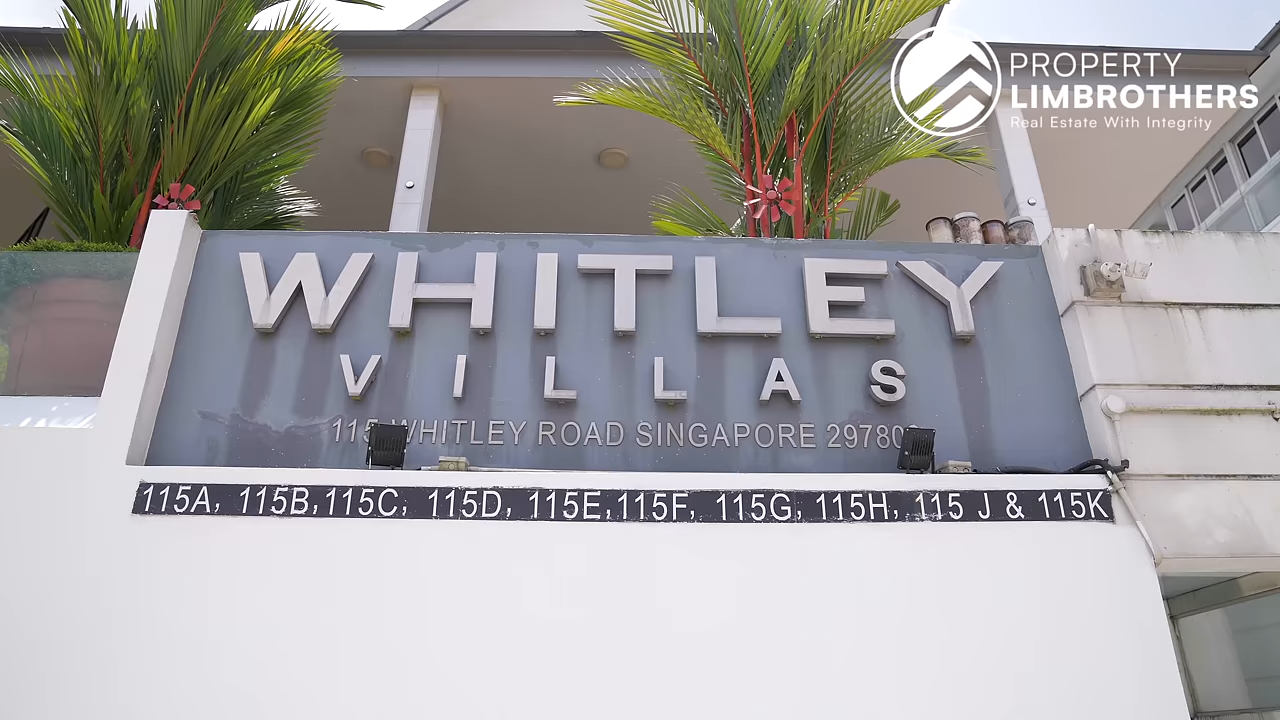 PROPERTY
LIMBROTHERS
Real Estate With Integrity
WHITLEY
VILLAS
115 WHITLEY ROAD SINGAPORE
115A, 115B,115C, 115D, 115E,115F, 115G, 115H, 115 J & 115K